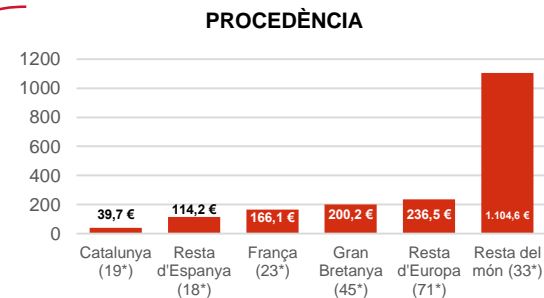 PROCEDÈNCIA
1200
1000
800
600
400
200
0
39,7 €
114,2 €
166,1 €
200,2 €
236,5 €
1.104,6 €
Catalunya
(19*)
Resta
d'Espanya
(18*)
França
(23*)
Gran
Bretanya
(45*)
Resta
d'Europa
(71*)
Resta del
món (33*)